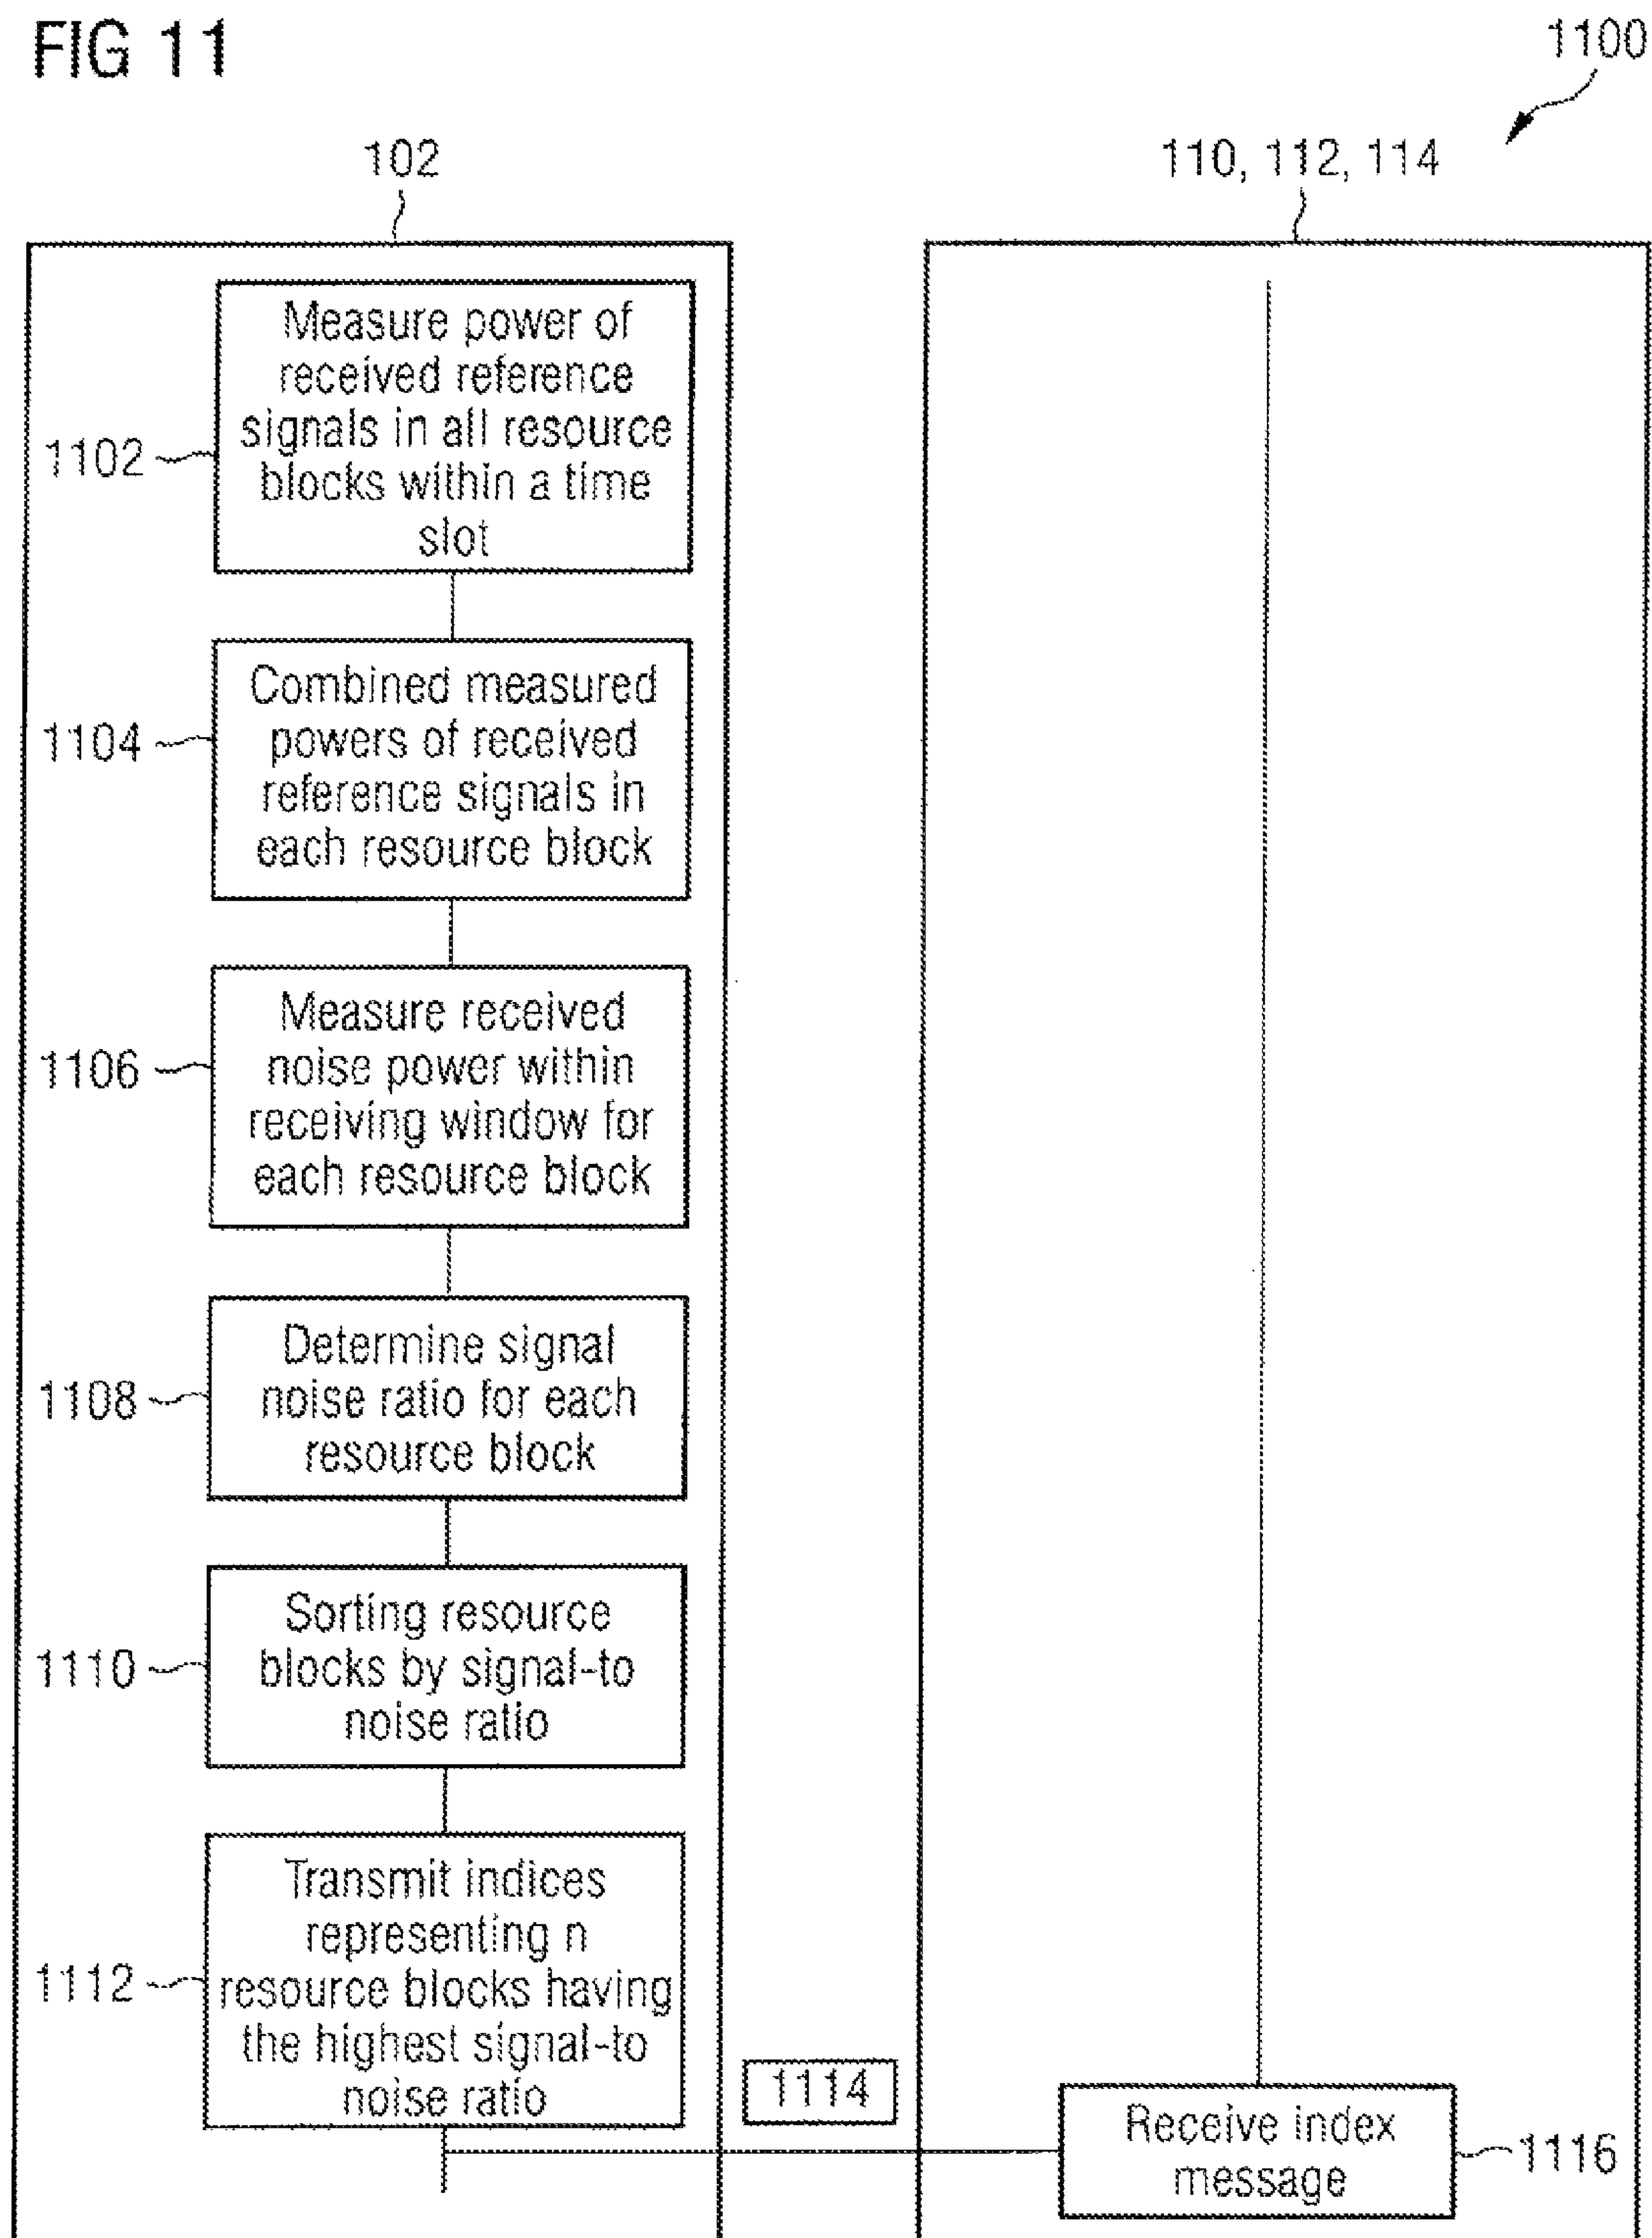 FIG 11
1100
102
110, 112, 114
Measure power of
received reference
signals in all resource
blocks within a time
slot
1102
Combined measured
powers of received
reference signals in
each resource block
1104
Measure received
noise power within
receiving window for
each resource block
1106
Determine signal
noise ratio for each
resource block
1108
Sorting resource
blocks by signal-to
noise ratio
1110
Transmit indices
representing n
resource blocks having
the highest signal-to
noise ratio
1112
1114
Receive index
message
1116